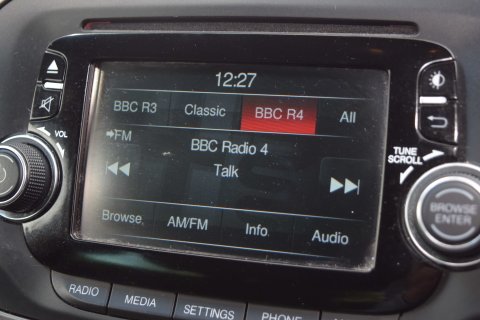 12:27
BBC R3 Classic BBC R4 All
FM
BBC Radio 4
Talk
Browse AM/FM Info Audio
VOL
TUNE
SCROLL
BROWSE
ENTER
RADIO MEDIA SETTINGS PHONE